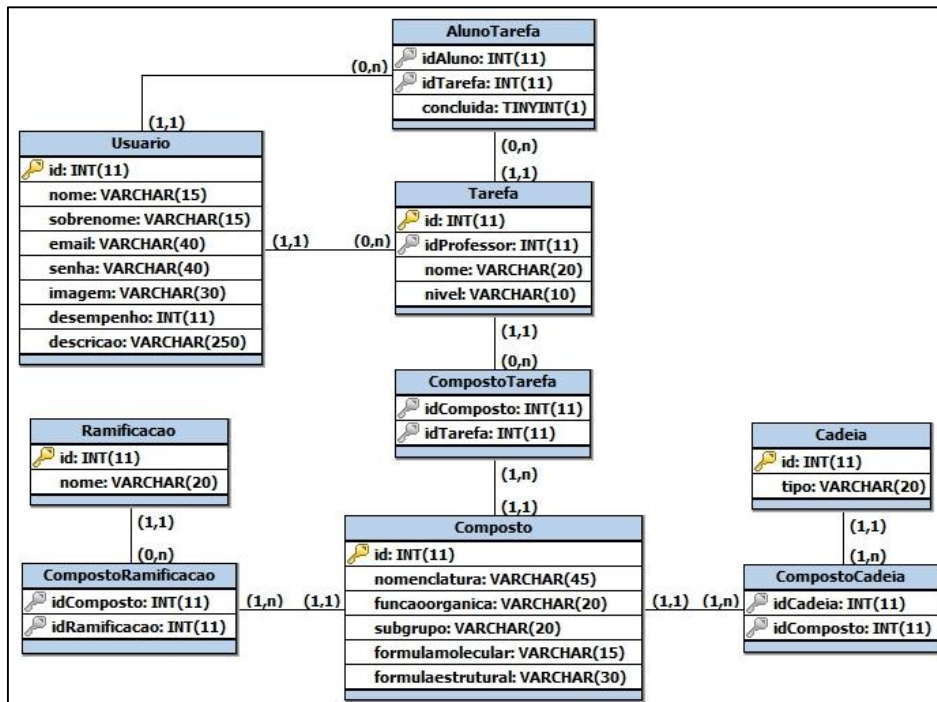 AlunoTarefa
idAluno: INT(11)
idTarefa: INT(11)
concluida: TINYINT(1)
(0,n)
(1,1)
(0,n)
(1,1)
Usuario
id: INT(11)
nome: VARCHAR(15)
sobrenome: VARCHAR(15)
email: VARCHAR(40)
senha: VARCHAR(40)
imagem: VARCHAR(30)
desempenho: INT(11)
descricao: VARCHAR(250)
(1,1)
(0,n)
Tarefa
id: INT(11)
idProfessor: INT(11)
nome: VARCHAR(20)
nivel: VARCHAR(10)
(1,1)
(0,n)
CompostoTarefa
idComposto: INT(11)
idTarefa: INT(11)
(1,n)
(1,1)
Ramificacao
id: INT(11)
nome: VARCHAR(20)
(1,1)
(0,n)
CompostoRamificacao
idComposto: INT(11)
idRamificacao: INT(11)
(1,n)
(1,1)
Composto
id: INT(11)
nomenclatura: VARCHAR(45)
funcaoorganica: VARCHAR(20)
subgrupo: VARCHAR(20)
formulamolecular: VARCHAR(15)
formulaestrutural: VARCHAR(30)
(1,1)
(1,n)
Cadeia
id: INT(11)
tipo: VARCHAR(20)
(1,1)
(1,n)
CompostoCadeia
idCadeia: INT(11)
idComposto: INT(11)